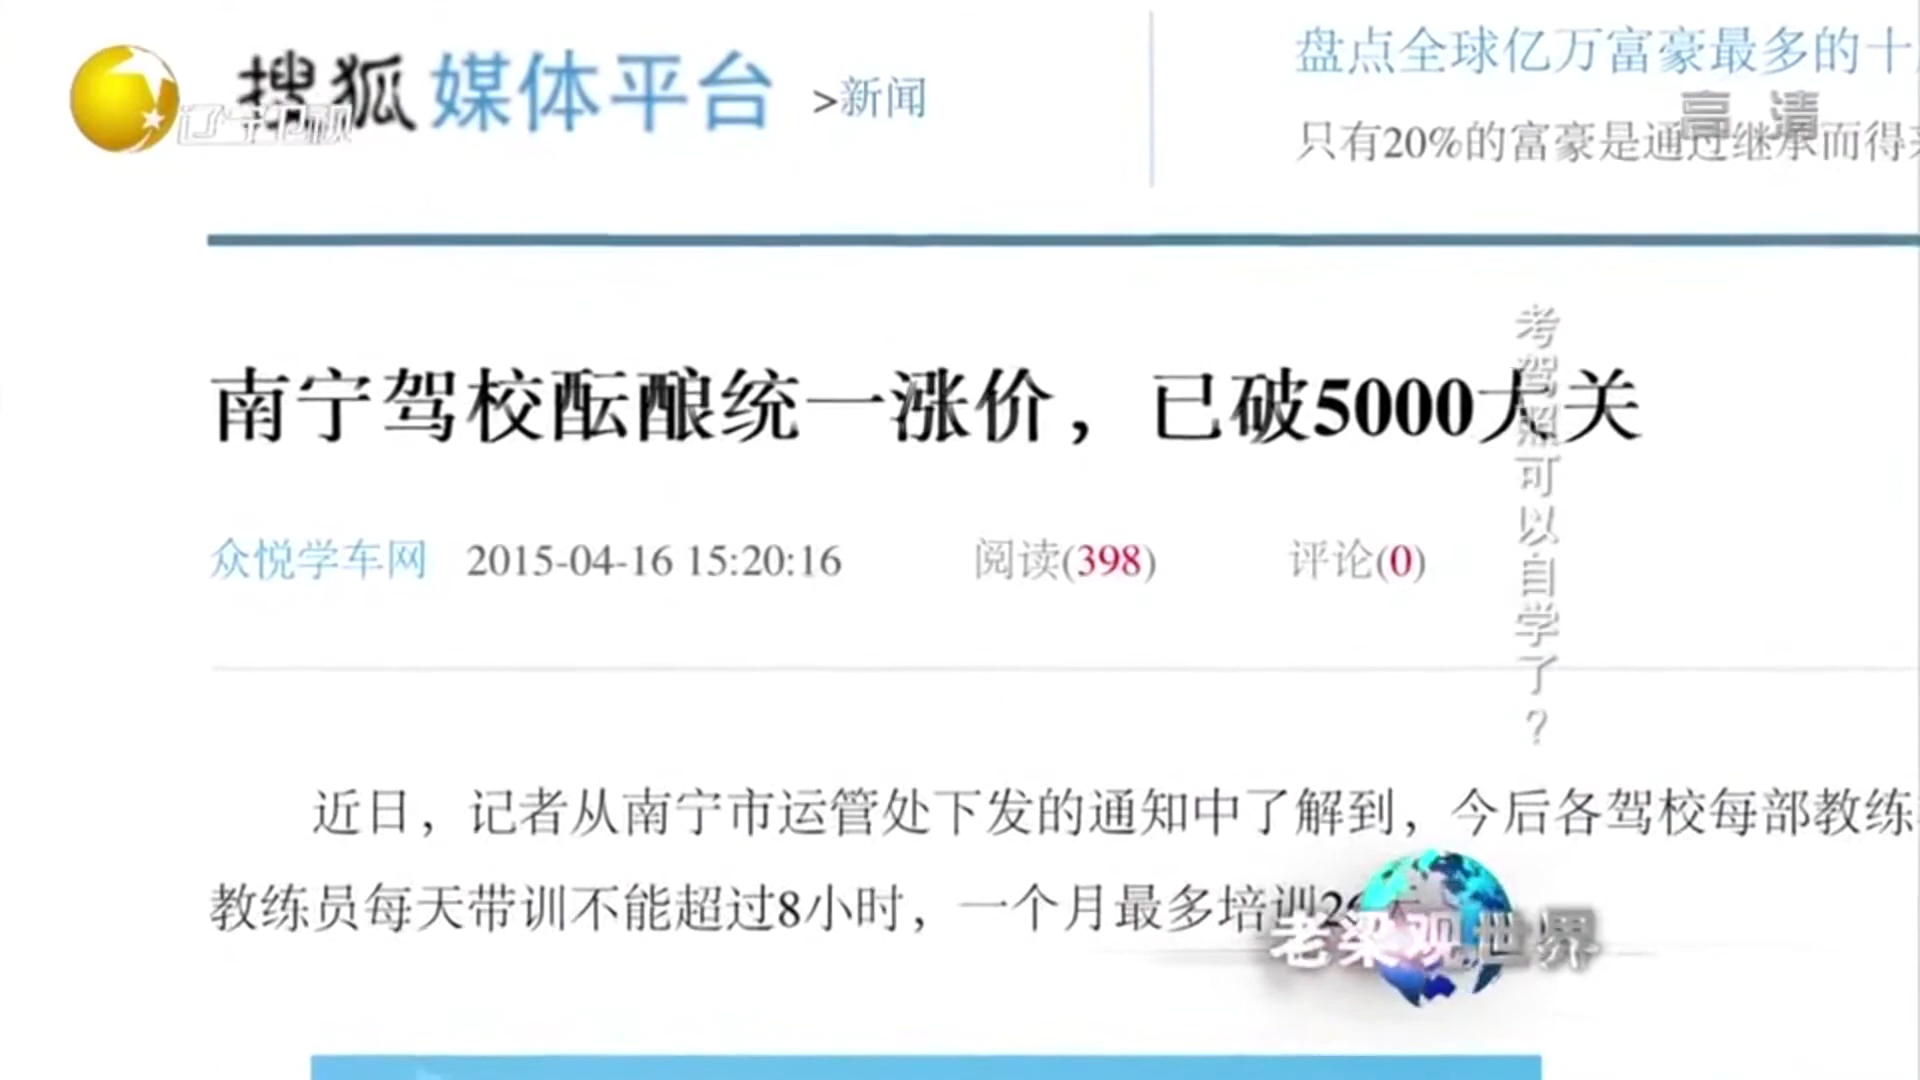 搜狐 媒体平台 >新闻
辽宁卫视
盘点全球亿万富豪最多的十
高清
只有20%的富豪是通过继承而得来
南宁驾校酝酿统一涨价，已破5000大关
考驾照可以自学了？
众悦学车网 2015-04-16 15:20:16 阅读(398) 评论(0)
近日，记者从南宁市运管处下发的通知中了解到，今后各驾校每部教练
教练员每天带训不能超过8小时，一个月最多培训
老梁观世界